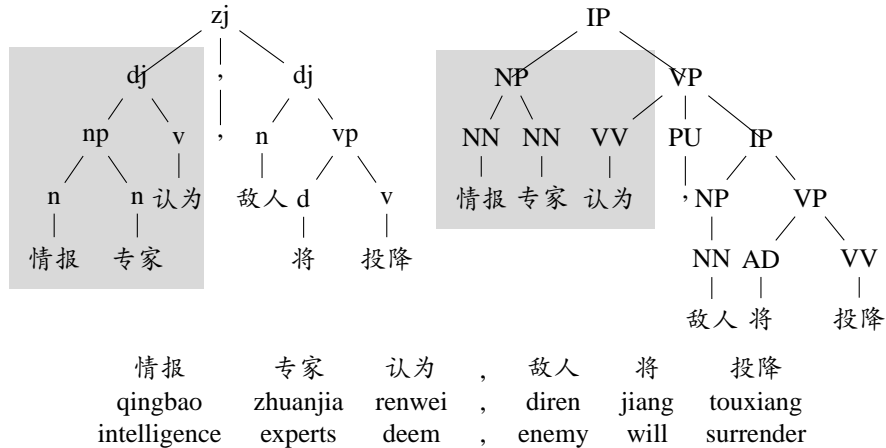 zj IP
dj , dj NP VP
np v , n vp NN NN VV PU IP
n n 认为 敌人 d v 情报 专家 认为 , NP VP
情报 专家 将 投降 NN AD VV
敌人 将 投降
情报 专家 认为 , 敌人 将 投降
qingbao zhuanjia renwei , diren jiang touxiang
intelligence experts deem , enemy will surrender